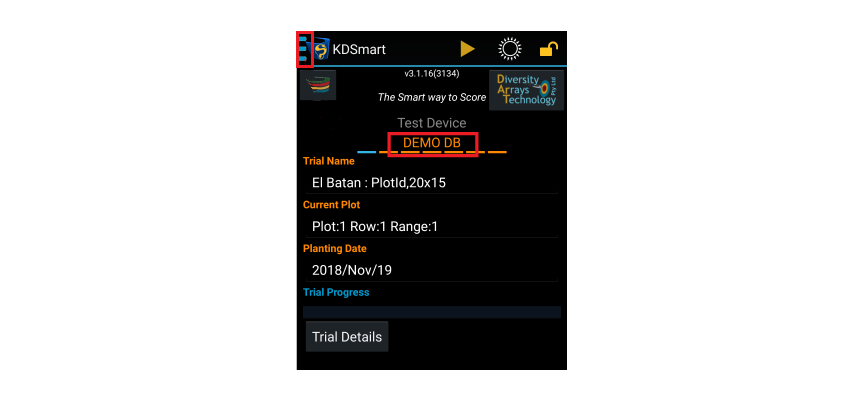 KDSmart
v3.1.16(3134)
The Smart way to Score
Diversity
Arrays
Technology
Pty Ltd
Test Device
DEMO DB
Trial Name
El Batan : PlotId,20x15
Current Plot
Plot:1 Row:1 Range:1
Planting Date
2018/Nov/19
Trial Progress
Trial Details